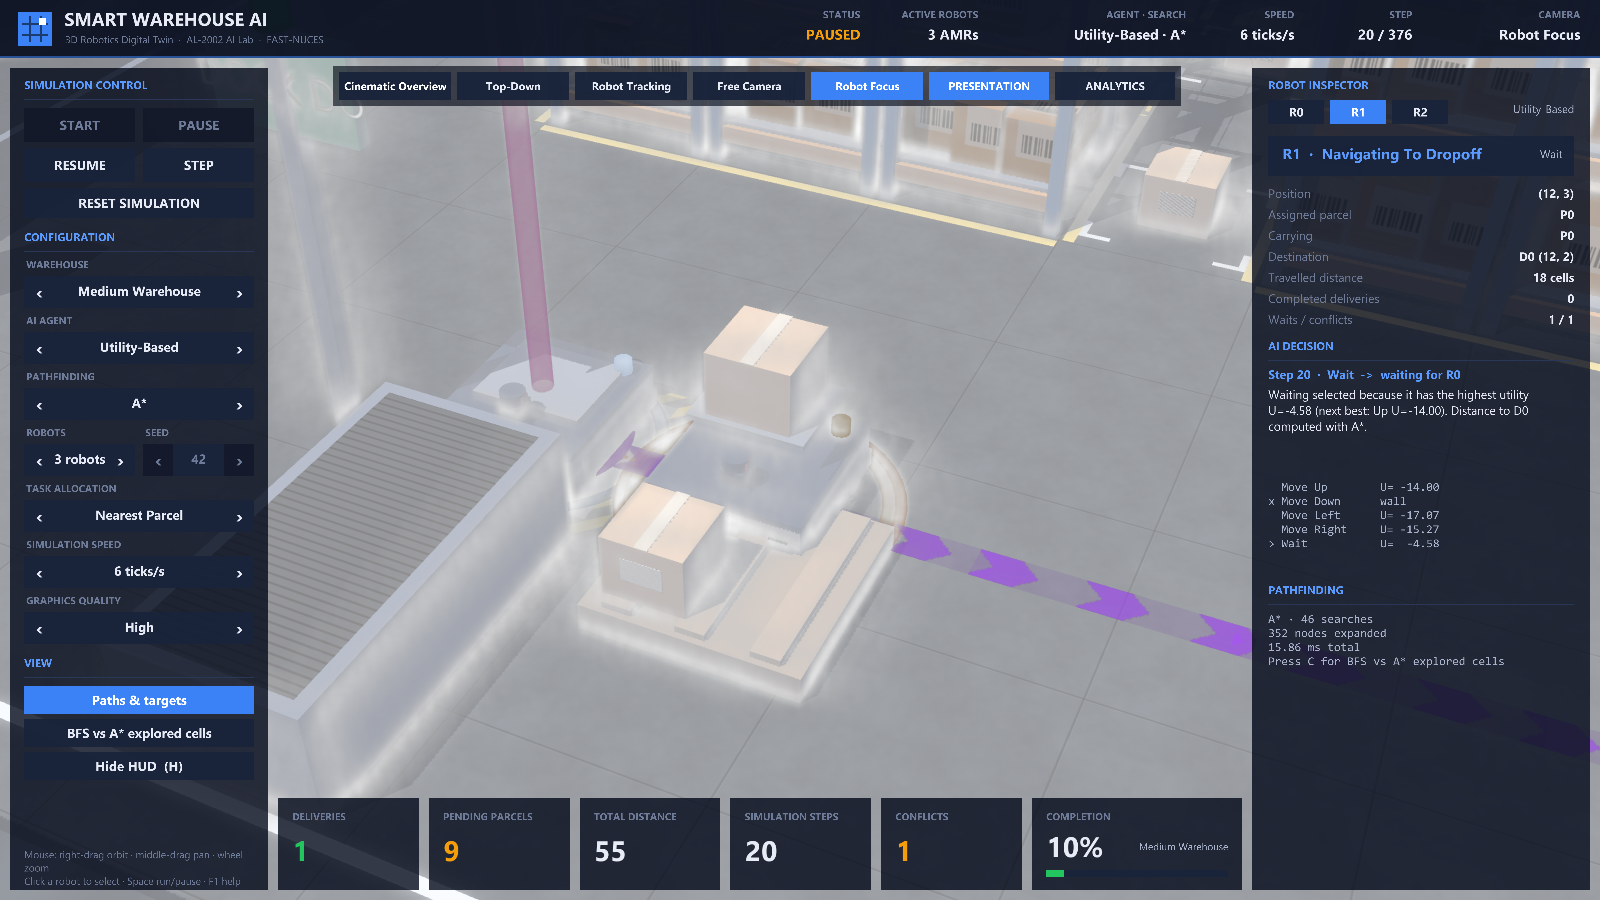 SMART WAREHOUSE AI
3D Robotics Digital Twin · AL-2002 AI Lab · FAST-NUCES
STATUS
PAUSED
ACTIVE ROBOTS
3 AMRs
AGENT · SEARCH
Utility-Based · A*
SPEED
6 ticks/s
STEP
20 / 376
CAMERA
Robot Focus
Cinematic Overview
Top-Down
Robot Tracking
Free Camera
Robot Focus
PRESENTATION
ANALYTICS
SIMULATION CONTROL
START
PAUSE
RESUME
STEP
RESET SIMULATION
CONFIGURATION
WAREHOUSE
‹ Medium Warehouse ›
AI AGENT
‹ Utility-Based ›
PATHFINDING
‹ A* ›
ROBOTS
SEED
‹ 3 robots ›
‹ 42 ›
TASK ALLOCATION
‹ Nearest Parcel ›
SIMULATION SPEED
‹ 6 ticks/s ›
GRAPHICS QUALITY
‹ High ›
VIEW
Paths & targets
BFS vs A* explored cells
Hide HUD (H)
Mouse: right-drag orbit · middle-drag pan · wheel
zoom
Click a robot to select · Space run/pause · F1 help
DELIVERIES
1
PENDING PARCELS
9
TOTAL DISTANCE
55
SIMULATION STEPS
20
CONFLICTS
1
COMPLETION
10% Medium Warehouse
ROBOT INSPECTOR
R0 R1 R2 Utility Based
R1 · Navigating To Dropoff Wait
Position (12, 3)
Assigned parcel P0
Carrying P0
Destination D0 (12, 2)
Travelled distance 18 cells
Completed deliveries 0
Waits / conflicts 1 / 1
AI DECISION
Step 20 · Wait -> waiting for R0
Waiting selected because it has the highest utility
U=-4.58 (next best: Up U=-14.00). Distance to D0
computed with A*.
Move Up U= -14.00
x Move Down wall
Move Left U= -17.07
Move Right U= -15.27
> Wait U= -4.58
PATHFINDING
A* · 46 searches
352 nodes expanded
15.86 ms total
Press C for BFS vs A* explored cells